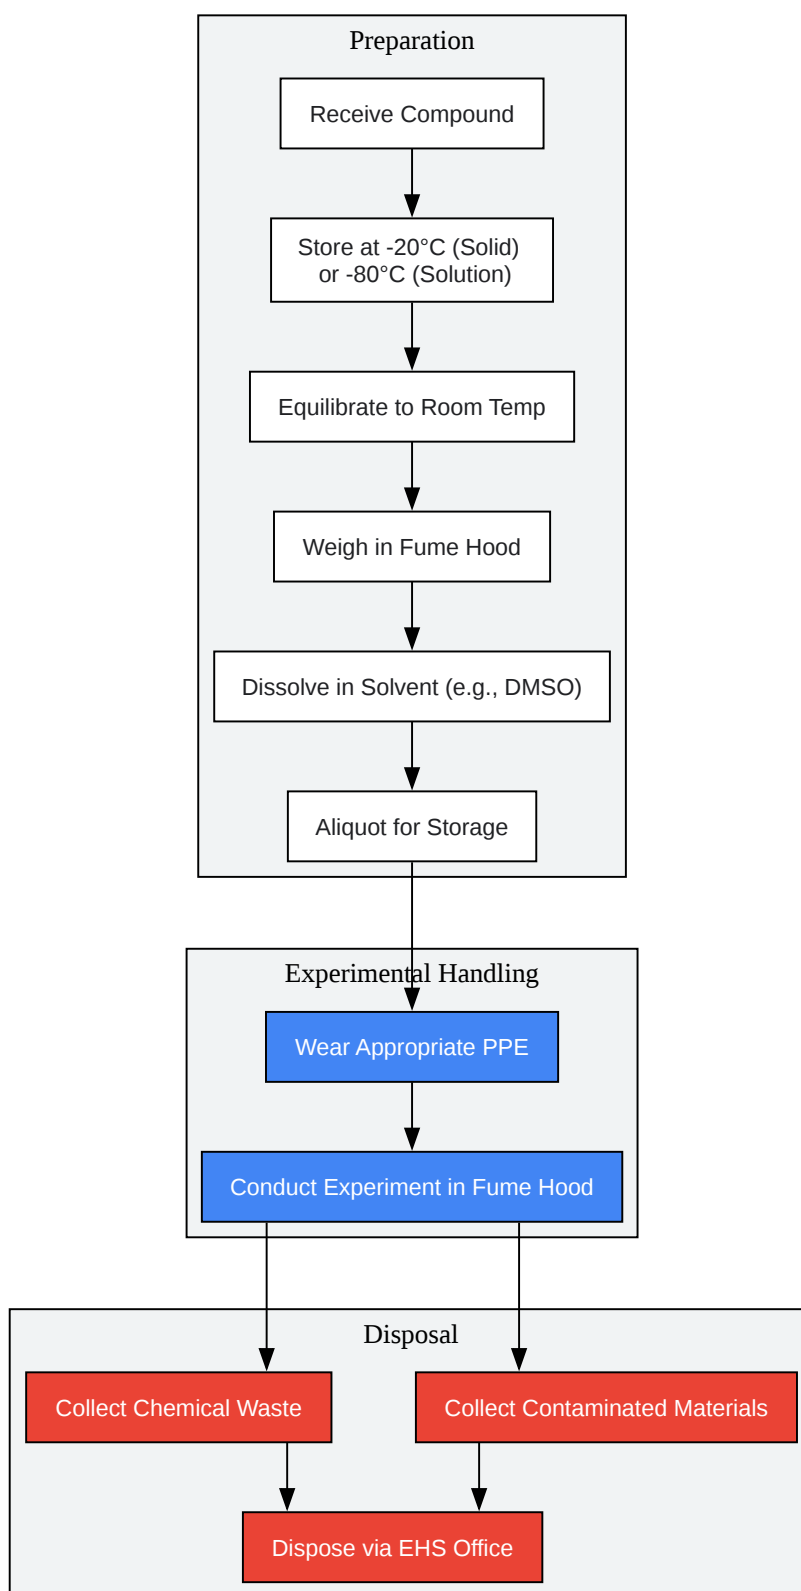 Preparation
Receive Compound
Store at -20°C (Solid)
or -80°C (Solution)
Equilibrate to Room Temp
Weigh in Fume Hood
Dissolve in Solvent (e.g., DMSO)
Aliquot for Storage
Experimental Handling
Wear Appropriate PPE
Conduct Experiment in Fume Hood
Disposal
Collect Chemical Waste
Collect Contaminated Materials
Dispose via EHS Office